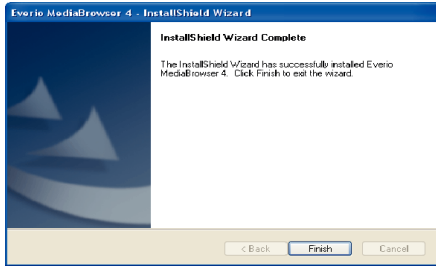 Everio MediaBrowser 4 - InstallShield Wizard
InstallShield Wizard Complete
The InstallShield Wizard has successfully installed Everio
MediaBrowser 4. Click Finish to exit the wizard.
< Back Finish Cancel